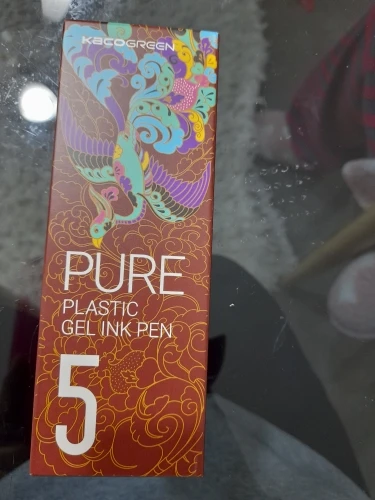 KACOGREEN
PURE
PLASTIC
GEL INK PEN
5